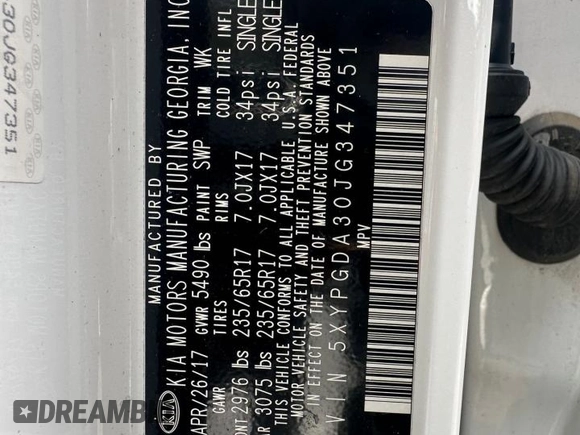 30JG347351
MANUFACTURED BY
KIA KIA MOTORS MANUFACTURING GEORGIA, INC
APR/26/17 GVWR 5490 lbs PAINT SWP TRIM WK
GAWR TIRES RIMS COLD TIRE INFL
2976 lbs 235/65R17 7.0JX17 34psi SINGLE
3075 lbs 235/65R17 7.0JX17 34psi SINGLE
THIS VEHICLE CONFORMS TO ALL APPLICABLE U.S.A. FEDERAL
MOTOR VEHICLE SAFETY AND THEFT PREVENTION STANDARDS
IN EFFECT ON THE DATE OF MANUFACTURE SHOWN ABOVE
VIN 5XYPGDA30JG347351
MPV
DREAMB